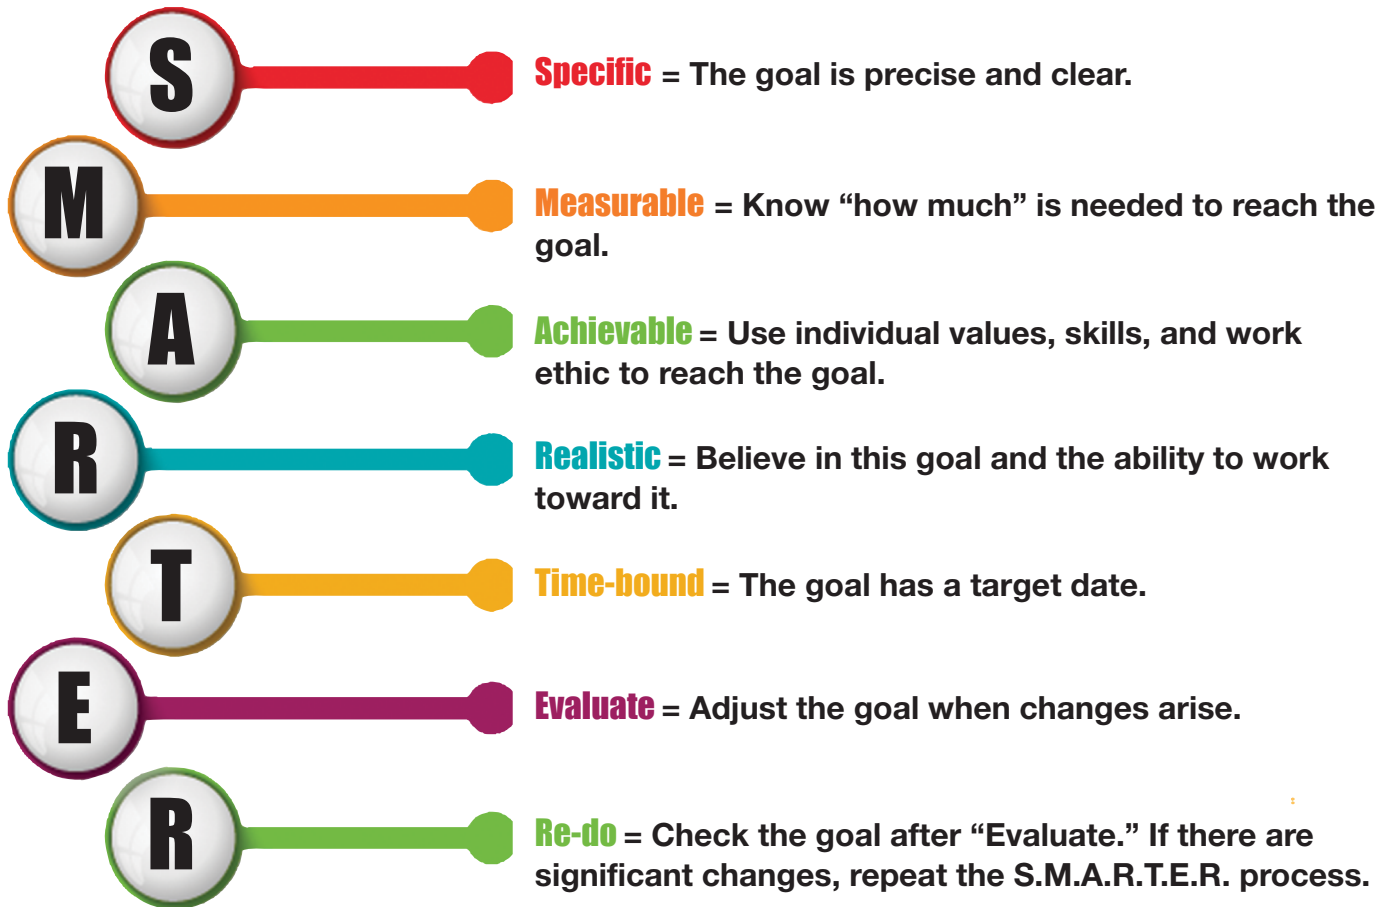 S
Specific = The goal is precise and clear.
M
Measurable = Know “how much” is needed to reach the
goal.
A
Achievable = Use individual values, skills, and work
ethic to reach the goal.
R
Realistic = Believe in this goal and the ability to work
toward it.
T
Time-bound = The goal has a target date.
E
Evaluate = Adjust the goal when changes arise.
R
Re-do = Check the goal after “Evaluate.” If there are
significant changes, repeat the S.M.A.R.T.E.R. process.